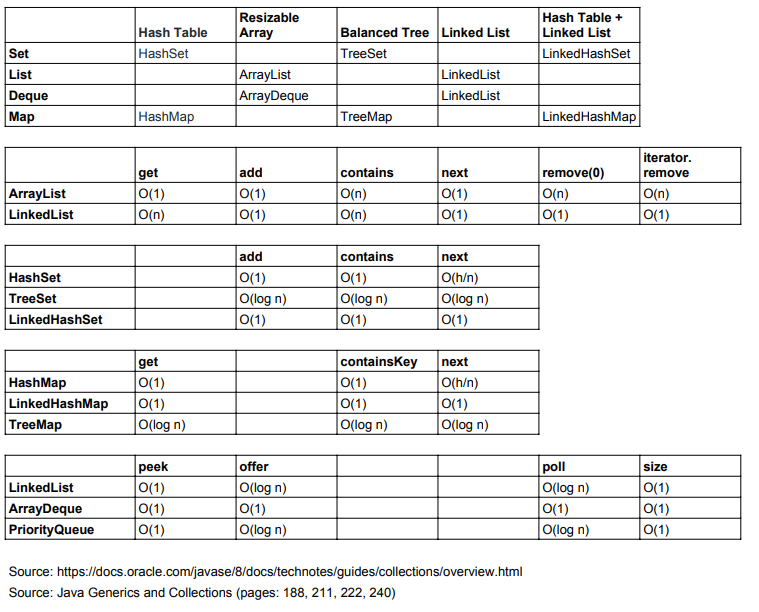 Hash Table Resizable Array Balanced Tree Linked List Hash Table + Linked List
Set HashSet TreeSet LinkedHashSet
List ArrayList LinkedList
Deque ArrayDeque LinkedList
Map HashMap TreeMap LinkedHashMap
get add contains next remove(0) iterator. remove
ArrayList O(1) O(1) O(n) O(1) O(n) O(n)
LinkedList O(n) O(1) O(n) O(1) O(1) O(1)
add contains next
HashSet O(1) O(1) O(h/n)
TreeSet O(log n) O(log n) O(log n)
LinkedHashSet O(1) O(1) O(1)
get containsKey next
HashMap O(1) O(1) O(h/n)
LinkedHashMap O(1) O(1) O(1)
TreeMap O(log n) O(log n) O(log n)
peek offer poll size
LinkedList O(1) O(log n) O(log n) O(1)
ArrayDeque O(1) O(1) O(1) O(1)
PriorityQueue O(1) O(log n) O(log n) O(1)
Source: https://docs.oracle.com/javase/8/docs/technotes/guides/collections/overview.html
Source: Java Generics and Collections (pages: 188, 211, 222, 240)